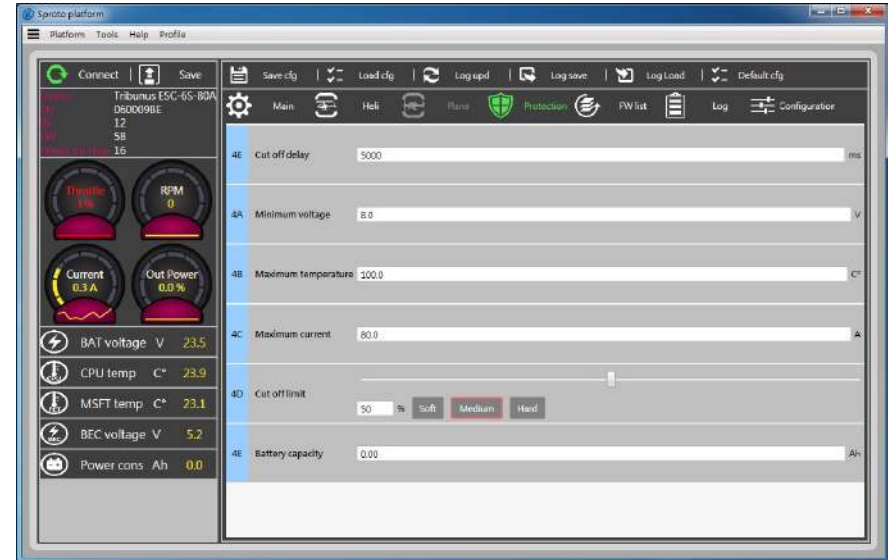 Sproto platform
Platform Tools Help Profile
Connect Save
Save cfg Load cfg Log upd Log save Log Load Default cfg
Tribunus ESC-6S-80A
06D009BE
12
58
16
Main Heli Plane Protection FW list Log Configuration
4E Cut off delay 5000 ms
4A Minimum voltage 8.0 V
4B Maximum temperature 100.0 C°
4C Maximum current 80.0 A
4D Cut off limit
50 % Soft Medium Hard
4E Battery capacity 0.00 Ah
Throttle
1 %
RPM
0
Current
0.3 A
Out Power
0.0 %
BAT voltage V 23.5
CPU temp C° 23.9
MSFT temp C° 23.1
BEC voltage V 5.2
Power cons Ah 0.0